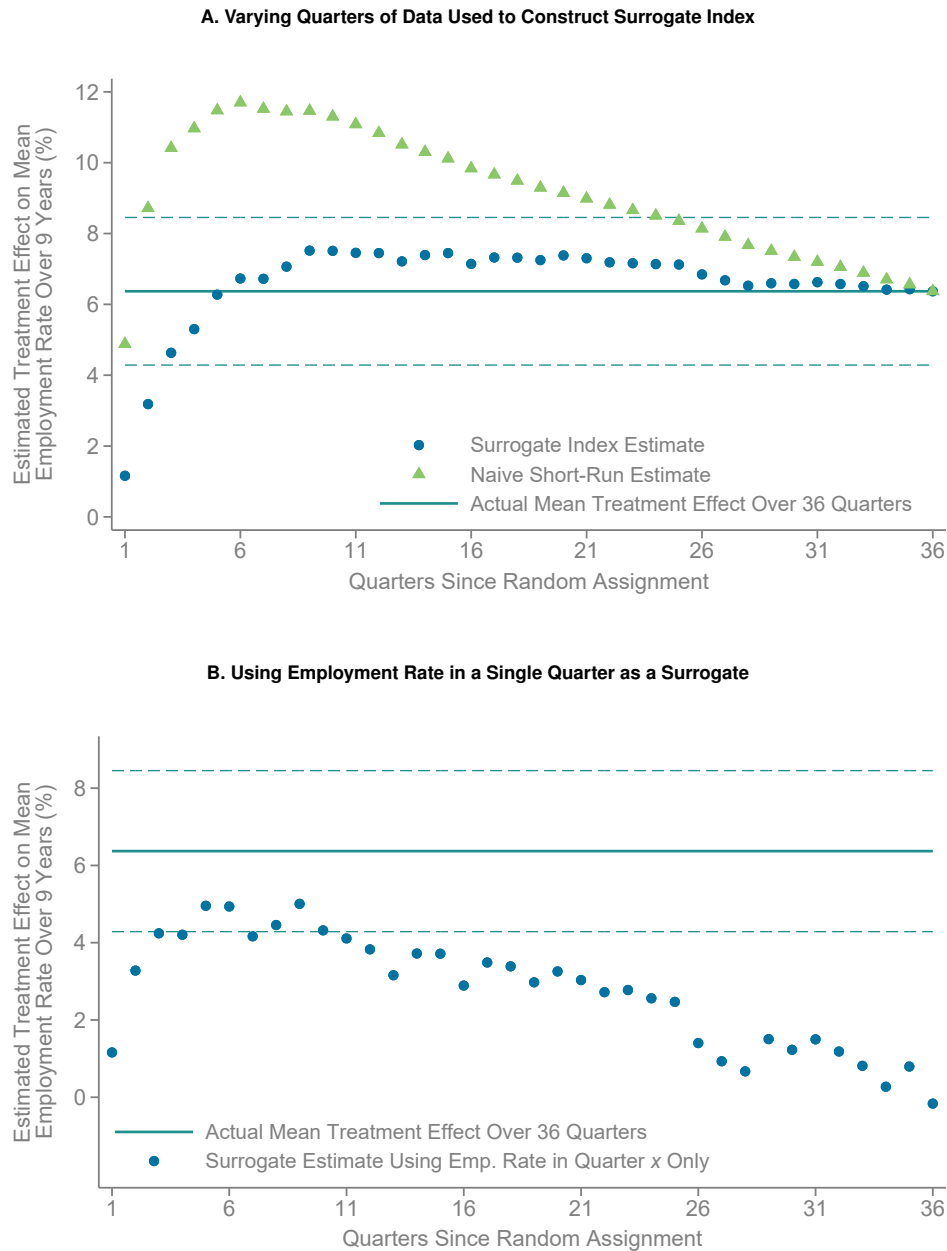 A. Varying Quarters of Data Used to Construct Surrogate Index
Estimated Treatment Effect on Mean
Employment Rate Over 9 Years (%)
12
10
8
6
4
2
0
Surrogate Index Estimate
Naive Short-Run Estimate
Actual Mean Treatment Effect Over 36 Quarters
1 6 11 16 21 26 31 36
Quarters Since Random Assignment
B. Using Employment Rate in a Single Quarter as a Surrogate
Estimated Treatment Effect on Mean
Employment Rate Over 9 Years (%)
8
6
4
2
0
Actual Mean Treatment Effect Over 36 Quarters
Surrogate Estimate Using Emp. Rate in Quarter x Only
1 6 11 16 21 26 31 36
Quarters Since Random Assignment